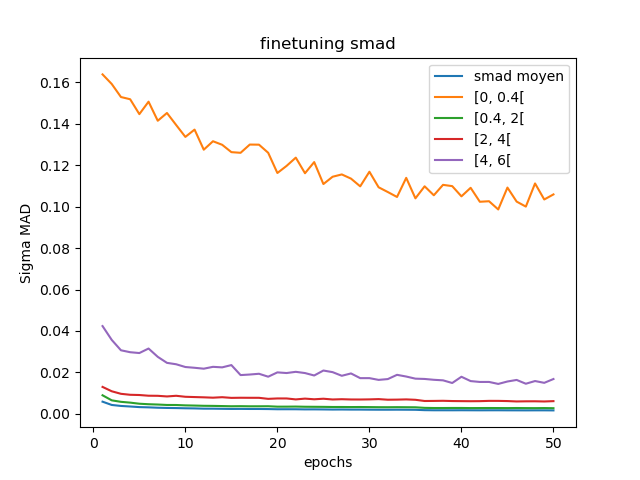 finetuning smad
smad moyen
[0, 0.4[
[0.4, 2[
[2, 4[
[4, 6[
Sigma MAD
0.16
0.14
0.12
0.10
0.08
0.06
0.04
0.02
0.00
0 10 20 30 40 50
epochs